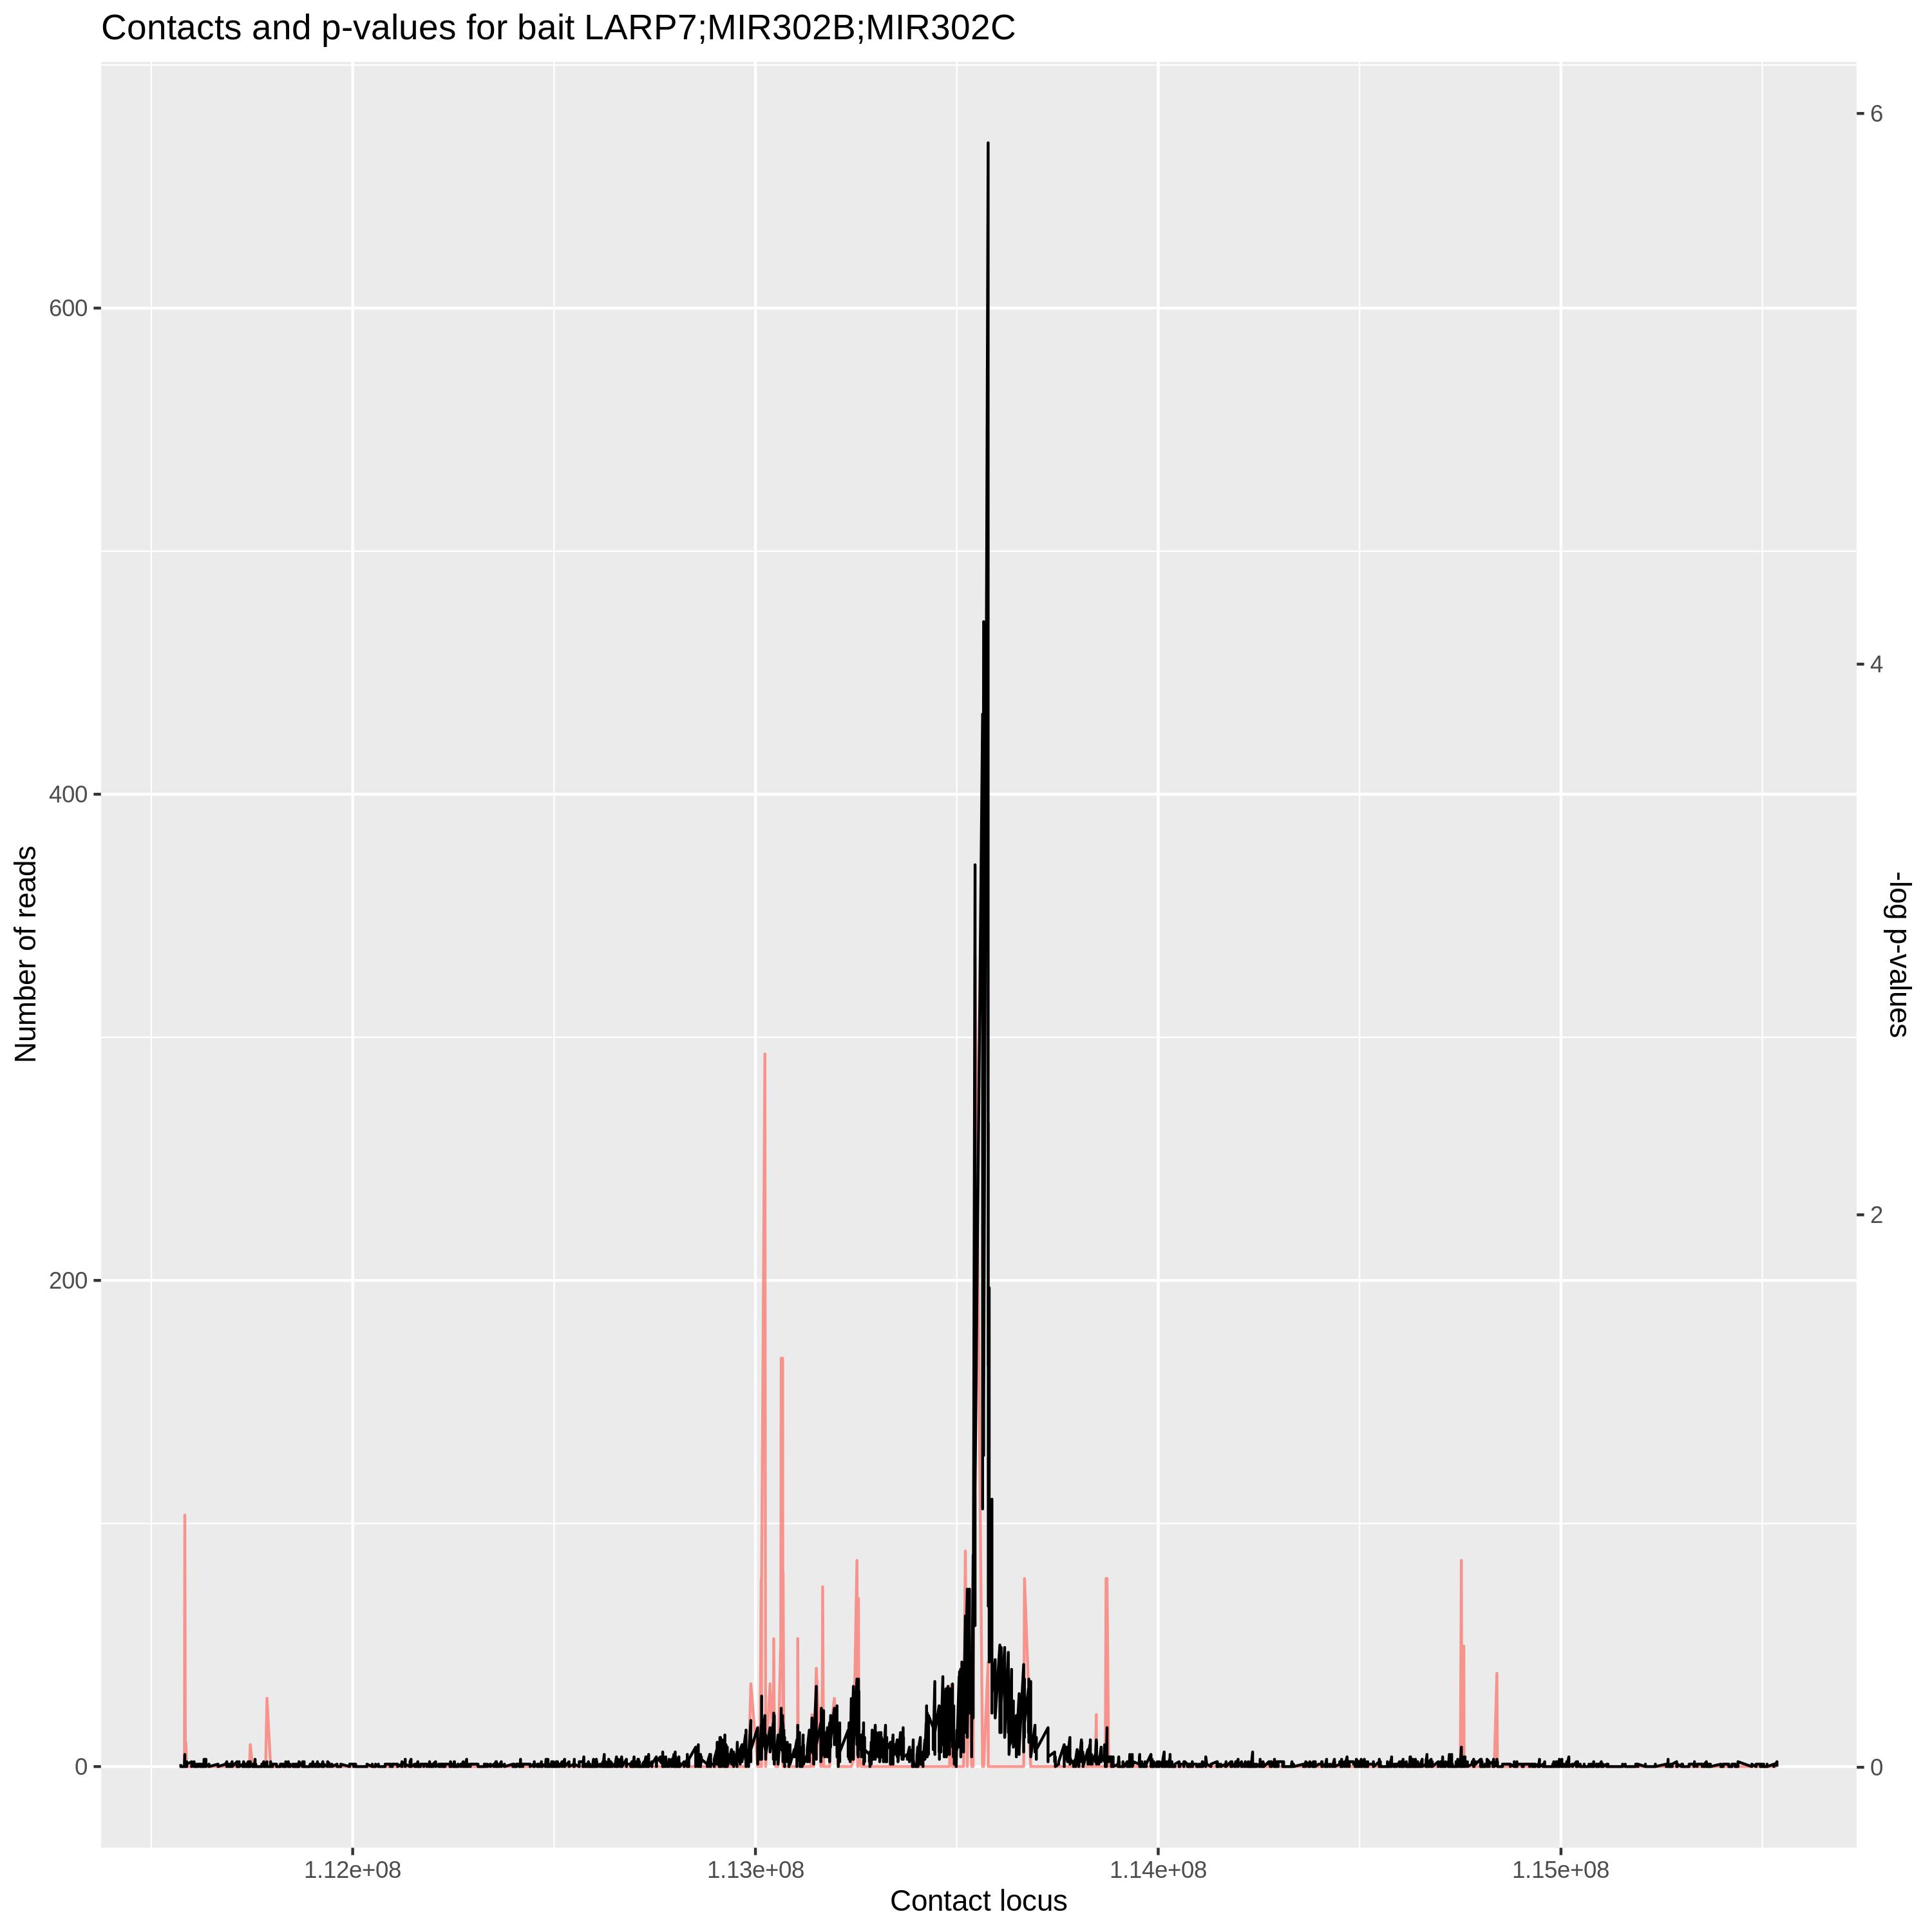 Contacts and p-values for bait LARP7;MIR302B;MIR302C
6
600
4
400
Number of reads
-log p-values
2
200
0
0
1.12e+08
1.13e+08
1.14e+08
1.15e+08
Contact locus